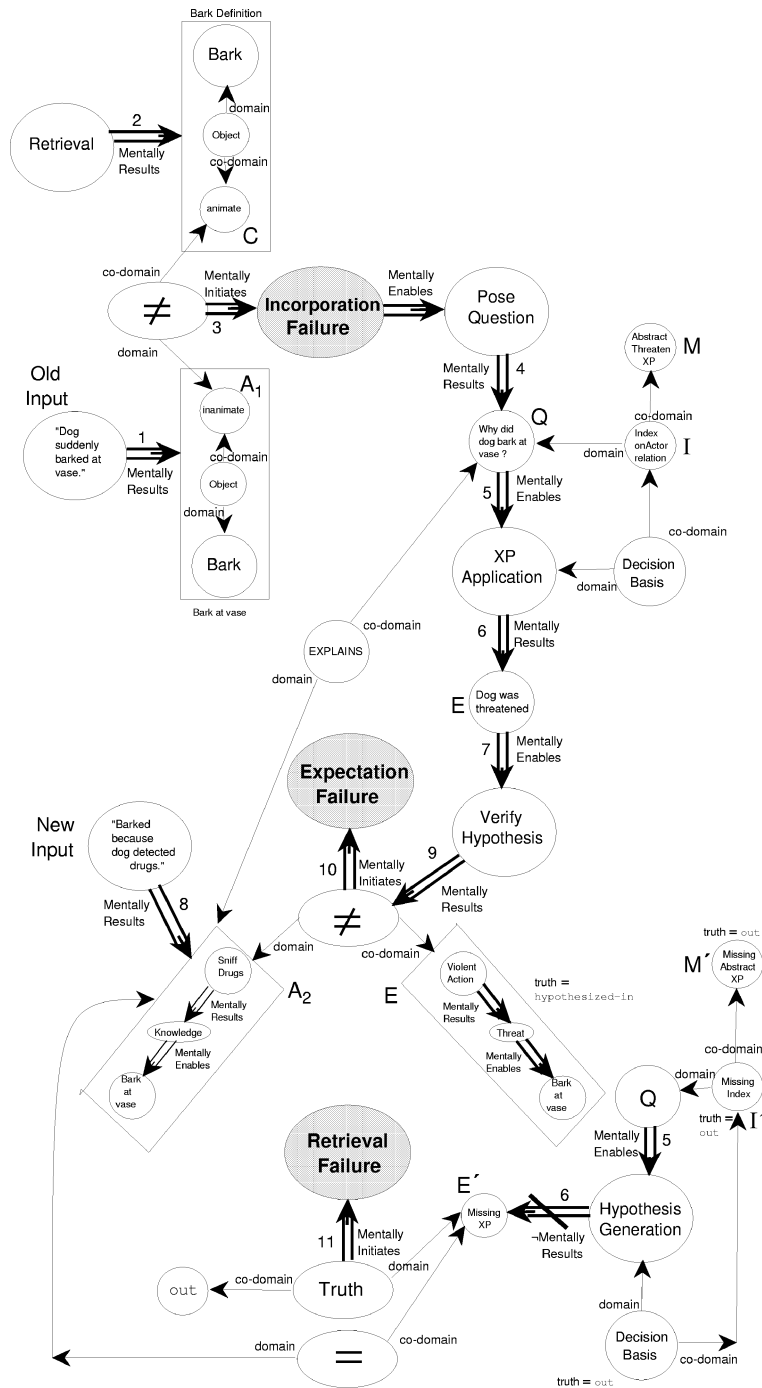 Bark Definition
Bark
domain
Object
co-domain
animate
C
Retrieval
2
Mentally
Results
co-domain
≠
domain
Mentally
Initiates
3
Incorporation
Failure
Mentally
Enables
Pose
Question
Mentally
Results
4
Abstract
Threaten
XP
M
co-domain
Old
Input
"Dog
suddenly
barked at
vase."
1
Mentally
Results
A1
inanimate
co-domain
Object
domain
Bark
Bark at vase
Q
Why did
dog bark at
vase ?
domain
Index
onActor
relation
I
5
Mentally
Enables
co-domain
XP
Application
domain
Decision
Basis
6
Mentally
Results
co-domain
EXPLAINS
domain
E
Dog was
threatened
7
Mentally
Enables
Expectation
Failure
Verify
Hypothesis
New
Input
"Barked
because
dog detected
drugs."
10
Mentally
Initiates
9
Mentally
Results
8
Mentally
Results
≠
domain
co-domain
Sniff
Drugs
A2
Mentally
Results
Knowledge
Mentally
Enables
Bark
at
vase
E
Violent
Action
truth =
hypothesized-in
Mentally
Results
Threat
Mentally
Enables
Bark
at
vase
truth = out
M´
Missing
Abstract
XP
co-domain
domain
Missing
Index
I´
truth =
out
Q
Mentally
Enables
5
Retrieval
Failure
E´
Missing
XP
6
¬Mentally
Results
Hypothesis
Generation
11
Mentally
Initiates
domain
out
co-domain
Truth
domain
=
co-domain
domain
Decision
Basis
co-domain
truth = out